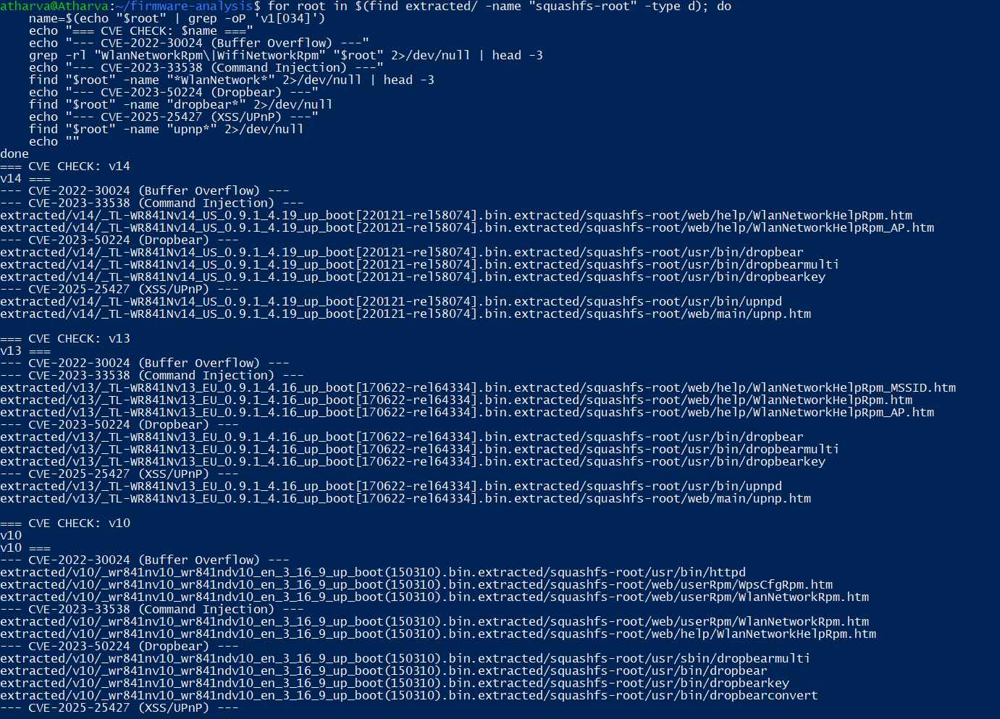 atharva@Atharva:~/firmware-analysis$ for root in $(find extracted/ -name "squashfs-root" -type d); do
    name=$(echo "$root" | grep -oP 'v1[034]')
    echo "=== CVE CHECK: $name ==="
    echo "--- CVE-2022-30024 (Buffer Overflow) ---"
    grep -rl "WlanNetworkRpm\|WifiNetworkRpm" "$root" 2>/dev/null | head -3
    echo "--- CVE-2023-33538 (Command Injection) ---"
    find "$root" -name "*WlanNetwork*" 2>/dev/null | head -3
    echo "--- CVE-2023-50224 (Dropbear) ---"
    find "$root" -name "dropbear*" 2>/dev/null
    echo "--- CVE-2025-25427 (XSS/UPnP) ---"
    find "$root" -name "upnp*" 2>/dev/null
    echo ""
done
=== CVE CHECK: v14
v14 ===
--- CVE-2022-30024 (Buffer Overflow) ---
--- CVE-2023-33538 (Command Injection) ---
extracted/v14/_TL-WR841Nv14_US_0.9.1_4.19_up_boot[220121-rel58074].bin.extracted/squashfs-root/web/help/WlanNetworkHelpRpm.htm
extracted/v14/_TL-WR841Nv14_US_0.9.1_4.19_up_boot[220121-rel58074].bin.extracted/squashfs-root/web/help/WlanNetworkHelpRpm_AP.htm
--- CVE-2023-50224 (Dropbear) ---
extracted/v14/_TL-WR841Nv14_US_0.9.1_4.19_up_boot[220121-rel58074].bin.extracted/squashfs-root/usr/bin/dropbear
extracted/v14/_TL-WR841Nv14_US_0.9.1_4.19_up_boot[220121-rel58074].bin.extracted/squashfs-root/usr/bin/dropbearmulti
extracted/v14/_TL-WR841Nv14_US_0.9.1_4.19_up_boot[220121-rel58074].bin.extracted/squashfs-root/usr/bin/dropbearkey
--- CVE-2025-25427 (XSS/UPnP) ---
extracted/v14/_TL-WR841Nv14_US_0.9.1_4.19_up_boot[220121-rel58074].bin.extracted/squashfs-root/usr/bin/upnpd
extracted/v14/_TL-WR841Nv14_US_0.9.1_4.19_up_boot[220121-rel58074].bin.extracted/squashfs-root/web/main/upnp.htm

=== CVE CHECK: v13
v13 ===
--- CVE-2022-30024 (Buffer Overflow) ---
--- CVE-2023-33538 (Command Injection) ---
extracted/v13/_TL-WR841Nv13_EU_0.9.1_4.16_up_boot[170622-rel64334].bin.extracted/squashfs-root/web/help/WlanNetworkHelpRpm_MSSID.htm
extracted/v13/_TL-WR841Nv13_EU_0.9.1_4.16_up_boot[170622-rel64334].bin.extracted/squashfs-root/web/help/WlanNetworkHelpRpm.htm
extracted/v13/_TL-WR841Nv13_EU_0.9.1_4.16_up_boot[170622-rel64334].bin.extracted/squashfs-root/web/help/WlanNetworkHelpRpm_AP.htm
--- CVE-2023-50224 (Dropbear) ---
extracted/v13/_TL-WR841Nv13_EU_0.9.1_4.16_up_boot[170622-rel64334].bin.extracted/squashfs-root/usr/bin/dropbear
extracted/v13/_TL-WR841Nv13_EU_0.9.1_4.16_up_boot[170622-rel64334].bin.extracted/squashfs-root/usr/bin/dropbearmulti
extracted/v13/_TL-WR841Nv13_EU_0.9.1_4.16_up_boot[170622-rel64334].bin.extracted/squashfs-root/usr/bin/dropbearkey
--- CVE-2025-25427 (XSS/UPnP) ---
extracted/v13/_TL-WR841Nv13_EU_0.9.1_4.16_up_boot[170622-rel64334].bin.extracted/squashfs-root/usr/bin/upnpd
extracted/v13/_TL-WR841Nv13_EU_0.9.1_4.16_up_boot[170622-rel64334].bin.extracted/squashfs-root/web/main/upnp.htm

=== CVE CHECK: v10
v10
v10 ===
--- CVE-2022-30024 (Buffer Overflow) ---
extracted/v10/_wr841nv10_wr841ndv10_en_3_16_9_up_boot(150310).bin.extracted/squashfs-root/usr/bin/httpd
extracted/v10/_wr841nv10_wr841ndv10_en_3_16_9_up_boot(150310).bin.extracted/squashfs-root/web/userRpm/WpsCfgRpm.htm
extracted/v10/_wr841nv10_wr841ndv10_en_3_16_9_up_boot(150310).bin.extracted/squashfs-root/web/userRpm/WlanNetworkRpm.htm
--- CVE-2023-33538 (Command Injection) ---
extracted/v10/_wr841nv10_wr841ndv10_en_3_16_9_up_boot(150310).bin.extracted/squashfs-root/web/userRpm/WlanNetworkRpm.htm
extracted/v10/_wr841nv10_wr841ndv10_en_3_16_9_up_boot(150310).bin.extracted/squashfs-root/web/help/WlanNetworkHelpRpm.htm
--- CVE-2023-50224 (Dropbear) ---
extracted/v10/_wr841nv10_wr841ndv10_en_3_16_9_up_boot(150310).bin.extracted/squashfs-root/usr/sbin/dropbearmulti
extracted/v10/_wr841nv10_wr841ndv10_en_3_16_9_up_boot(150310).bin.extracted/squashfs-root/usr/bin/dropbear
extracted/v10/_wr841nv10_wr841ndv10_en_3_16_9_up_boot(150310).bin.extracted/squashfs-root/usr/bin/dropbearkey
extracted/v10/_wr841nv10_wr841ndv10_en_3_16_9_up_boot(150310).bin.extracted/squashfs-root/usr/bin/dropbearconvert
--- CVE-2025-25427 (XSS/UPnP) ---